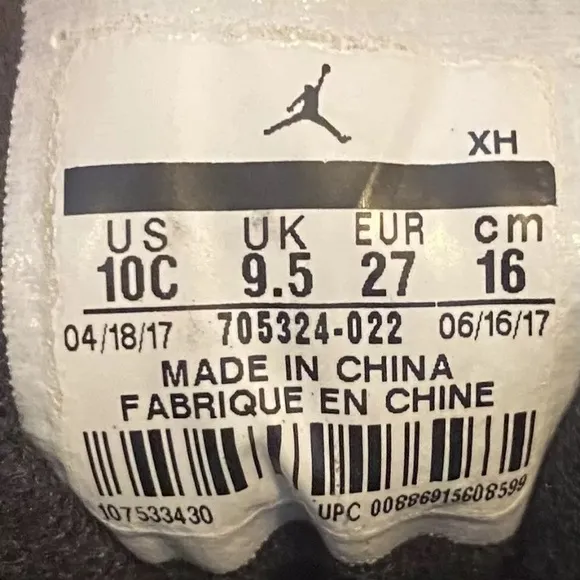 XH
US UK EUR cm
10C 9.5 27 16
04/18/17 705324-022 06/16/17
MADE IN CHINA
FABRIQUE EN CHINE
107533430 UPC 00886915608599